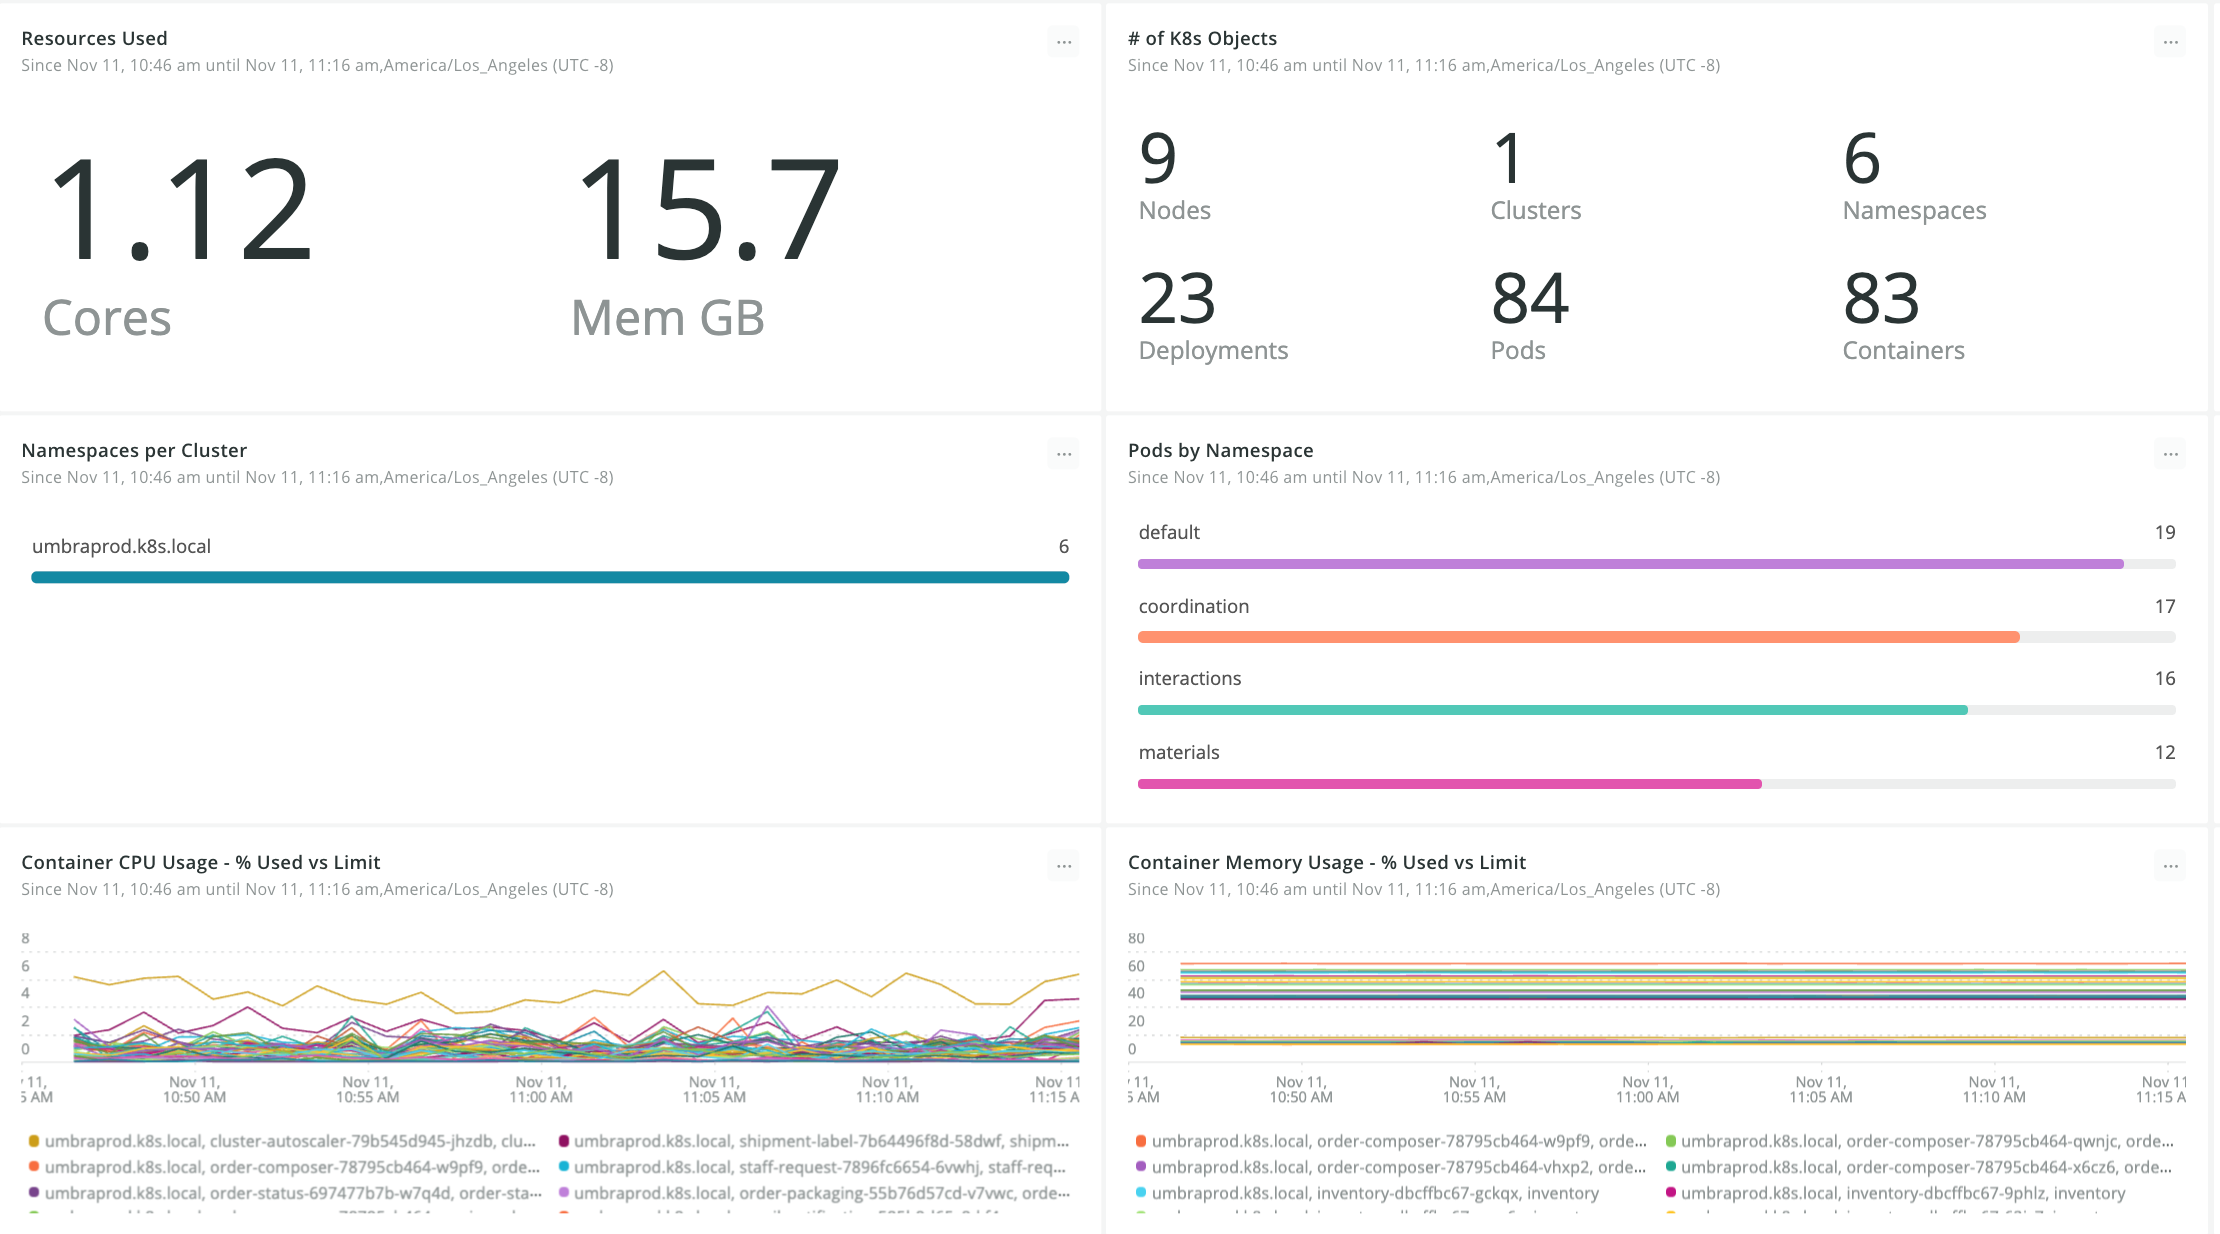 Resources Used
...
Since Nov 11, 10:46 am until Nov 11, 11:16 am,America/Los_Angeles (UTC -8)
1.12
Cores
15.7
Mem GB
# of K8s Objects
...
Since Nov 11, 10:46 am until Nov 11, 11:16 am,America/Los_Angeles (UTC -8)
9
Nodes
1
Clusters
6
Namespaces
23
Deployments
84
Pods
83
Containers
Namespaces per Cluster
...
Since Nov 11, 10:46 am until Nov 11, 11:16 am,America/Los_Angeles (UTC -8)
umbraprod.k8s.local 6
Pods by Namespace
...
Since Nov 11, 10:46 am until Nov 11, 11:16 am,America/Los_Angeles (UTC -8)
default 19
coordination 17
interactions 16
materials 12
Container CPU Usage - % Used vs Limit
...
Since Nov 11, 10:46 am until Nov 11, 11:16 am,America/Los_Angeles (UTC -8)
8
6
4
2
0
11, Nov 11, Nov 11, Nov 11, Nov 11, Nov 11, Nov 11
AM 10:50 AM 10:55 AM 11:00 AM 11:05 AM 11:10 AM 11:15 A
umbraprod.k8s.local, cluster-autoscaler-79b545d945-jhzdb, clu...
umbraprod.k8s.local, shipment-label-7b64496f8d-58dwf, shipm...
umbraprod.k8s.local, order-composer-78795cb464-w9pf9, orde...
umbraprod.k8s.local, staff-request-7896fc6654-6vwhj, staff-req...
umbraprod.k8s.local, order-status-697477b7b-w7q4d, order-sta...
umbraprod.k8s.local, order-packaging-55b76d57cd-v7vwc, orde...
Container Memory Usage - % Used vs Limit
...
Since Nov 11, 10:46 am until Nov 11, 11:16 am,America/Los_Angeles (UTC -8)
80
60
40
20
0
11, Nov 11, Nov 11, Nov 11, Nov 11, Nov 11, Nov 11
AM 10:50 AM 10:55 AM 11:00 AM 11:05 AM 11:10 AM 11:15 A
umbraprod.k8s.local, order-composer-78795cb464-w9pf9, orde...
umbraprod.k8s.local, order-composer-78795cb464-qwnjc, orde...
umbraprod.k8s.local, order-composer-78795cb464-vhxp2, orde...
umbraprod.k8s.local, order-composer-78795cb464-x6cz6, orde...
umbraprod.k8s.local, inventory-dbcffbc67-gckqx, inventory
umbraprod.k8s.local, inventory-dbcffbc67-9phlz, inventory